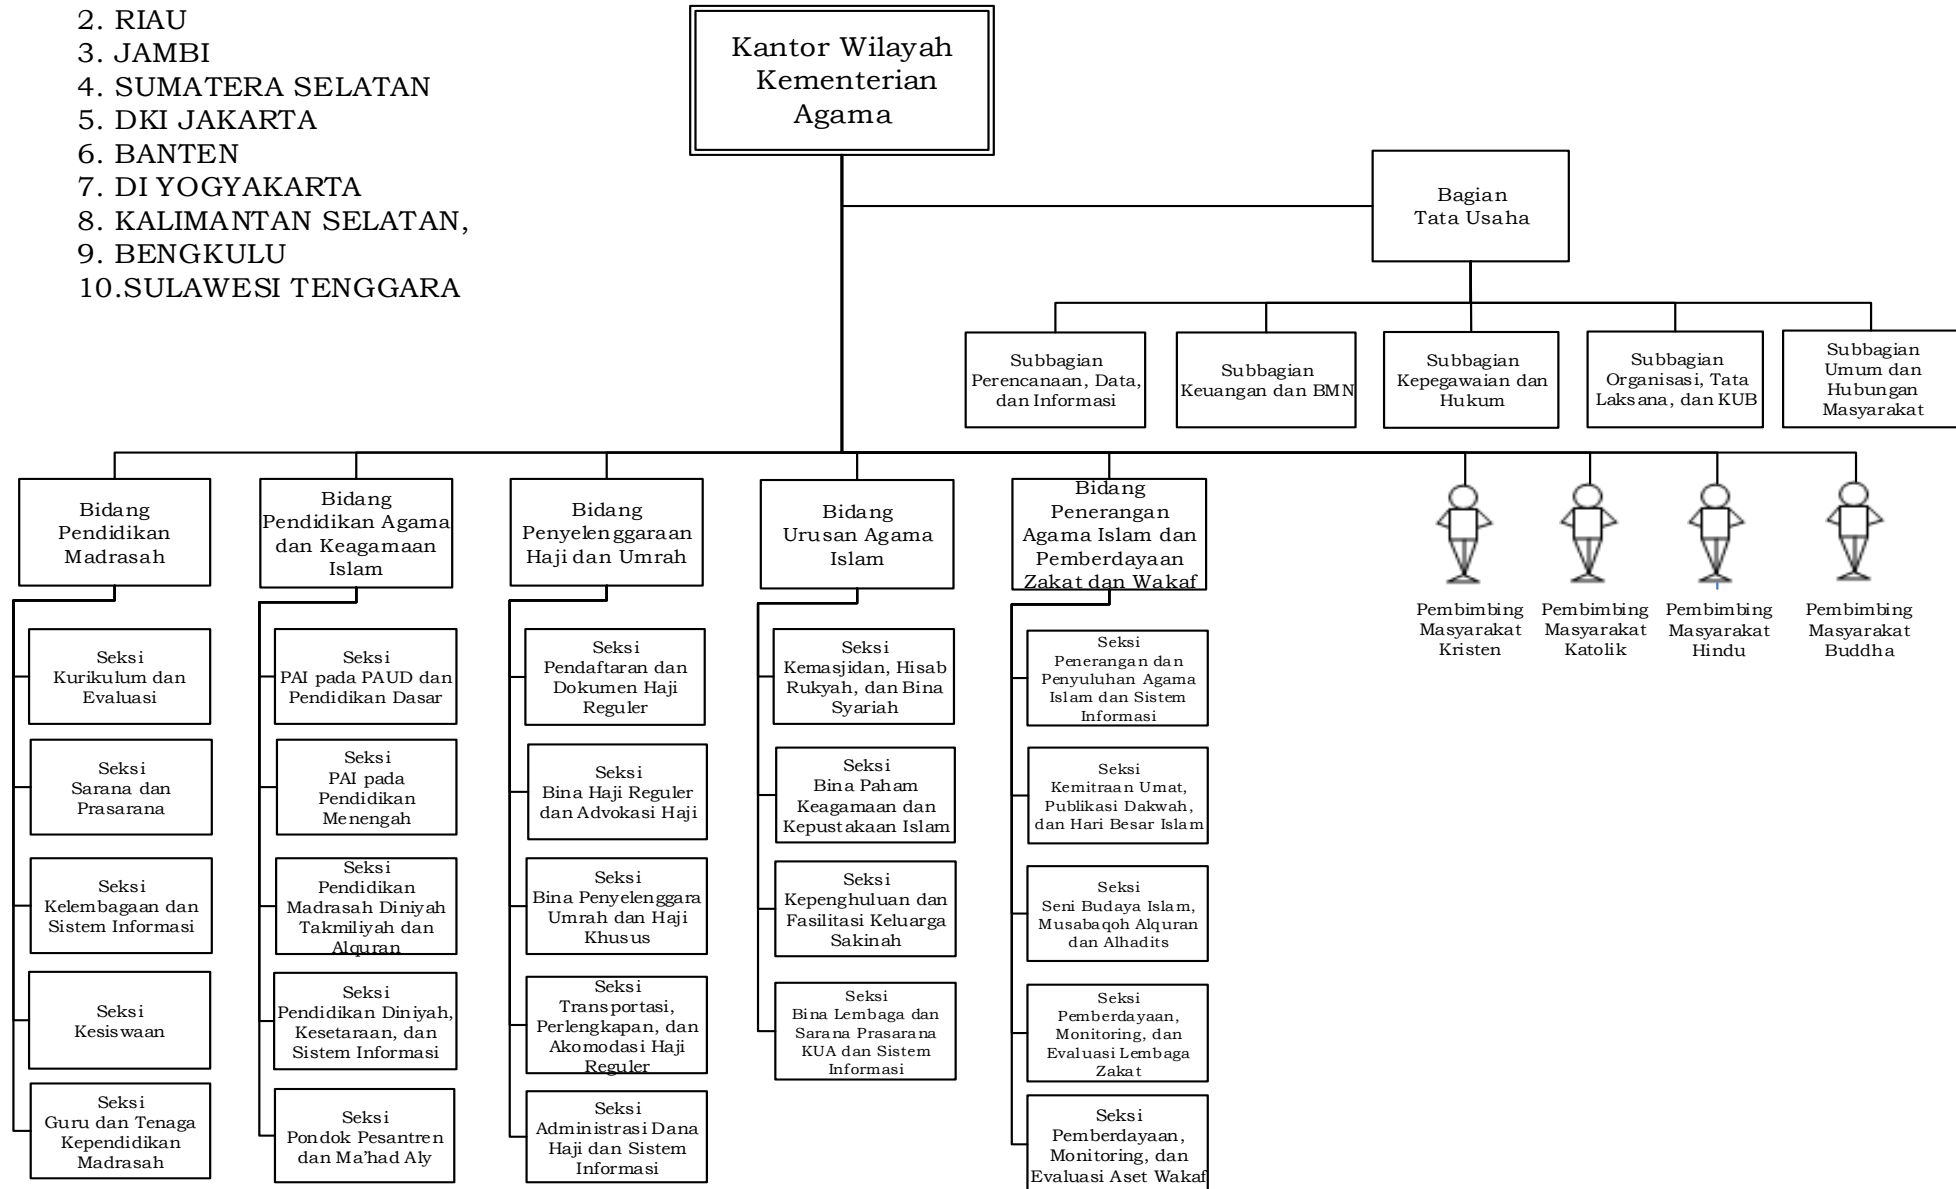 2. RIAU
3. JAMBI
4. SUMATERA SELATAN
5. DKI JAKARTA
6. BANTEN
7. DI YOGYAKARTA
8. KALIMANTAN SELATAN,
9. BENGKULU
10.SULAWESI TENGGARA
Kantor Wilayah
Kementerian
Agama
Bagian
Tata Usaha
Subbagian
Perencanaan, Data,
dan Informasi
Subbagian
Keuangan dan BMN
Subbagian
Kepegawaian dan
Hukum
Subbagian
Organisasi, Tata
Laksana, dan KUB
Subbagian
Umum dan
Hubungan
Masyarakat
Bidang
Pendidikan
Madrasah
Bidang
Pendidikan Agama
dan Keagamaan
Islam
Bidang
Penyelenggaraan
Haji dan Umrah
Bidang
Urusan Agama
Islam
Bidang
Penerangan
Agama Islam dan
Pemberdayaan
Zakat dan Wakaf
Pembimbing
Masyarakat
Kristen
Pembimbing
Masyarakat
Katolik
Pembimbing
Masyarakat
Hindu
Pembimbing
Masyarakat
Buddha
Seksi
Kurikulum dan
Evaluasi
Seksi
Sarana dan
Prasarana
Seksi
Kelembagaan dan
Sistem Informasi
Seksi
Kesiswaan
Seksi
Guru dan Tenaga
Kependidikan
Madrasah
Seksi
PAI pada PAUD dan
Pendidikan Dasar
Seksi
PAI pada
Pendidikan
Menengah
Seksi
Pendidikan
Madrasah Diniyah
Takmiliyah dan
Alquran
Seksi
Pendidikan Diniyah,
Kesetaraan, dan
Sistem Informasi
Seksi
Pondok Pesantren
dan Ma’had Aly
Seksi
Pendaftaran dan
Dokumen Haji
Reguler
Seksi
Bina Haji Reguler
dan Advokasi Haji
Seksi
Bina Penyelenggara
Umrah dan Haji
Khusus
Seksi
Transportasi,
Perlengkapan, dan
Akomodasi Haji
Reguler
Seksi
Administrasi Dana
Haji dan Sistem
Informasi
Seksi
Kemasjidan, Hisab
Rukyah, dan Bina
Syariah
Seksi
Bina Paham
Keagamaan dan
Kepustakaan Islam
Seksi
Kepenghuluan dan
Fasilitasi Keluarga
Sakinah
Seksi
Bina Lembaga dan
Sarana Prasarana
KUA dan Sistem
Informasi
Seksi
Penerangan dan
Penyuluhan Agama
Islam dan Sistem
Informasi
Seksi
Kemitraan Umat,
Publikasi Dakwah,
dan Hari Besar Islam
Seksi
Seni Budaya Islam,
Musabaqoh Alquran
dan Alhadits
Seksi
Pemberdayaan,
Monitoring, dan
Evaluasi Lembaga
Zakat
Seksi
Pemberdayaan,
Monitoring, dan
Evaluasi Aset Wakaf